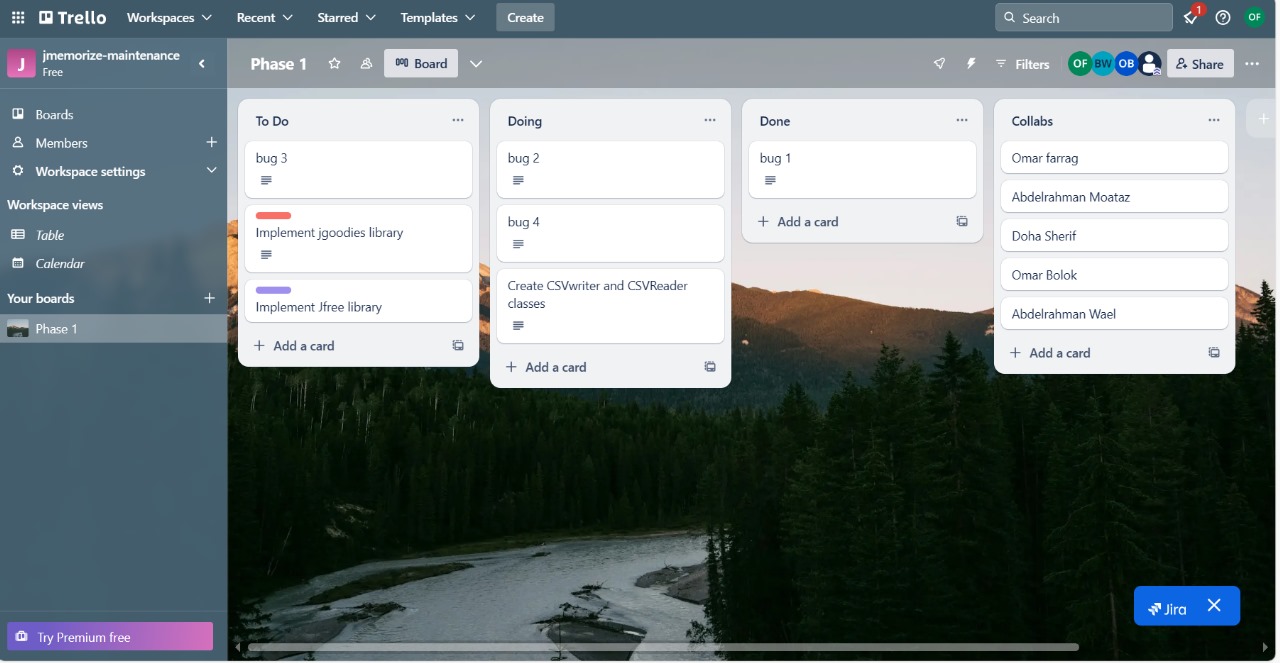 Trello
Workspaces
Recent
Starred
Templates
Create
Search
1
OF
J
jmemorize-maintenance
Free
Phase 1
Board
Filters
OF
BW
OB
Share
Boards
Members
Workspace settings
Workspace views
Table
Calendar
Your boards
Phase 1
Try Premium free
To Do
bug 3
Implement jgoodies library
Implement Jfree library
Add a card
Doing
bug 2
bug 4
Create CSVwriter and CSVReader
classes
Add a card
Done
bug 1
Add a card
Collabs
Omar farrag
Abdelrahman Moataz
Doha Sherif
Omar Bolok
Abdelrahman Wael
Add a card
Jira